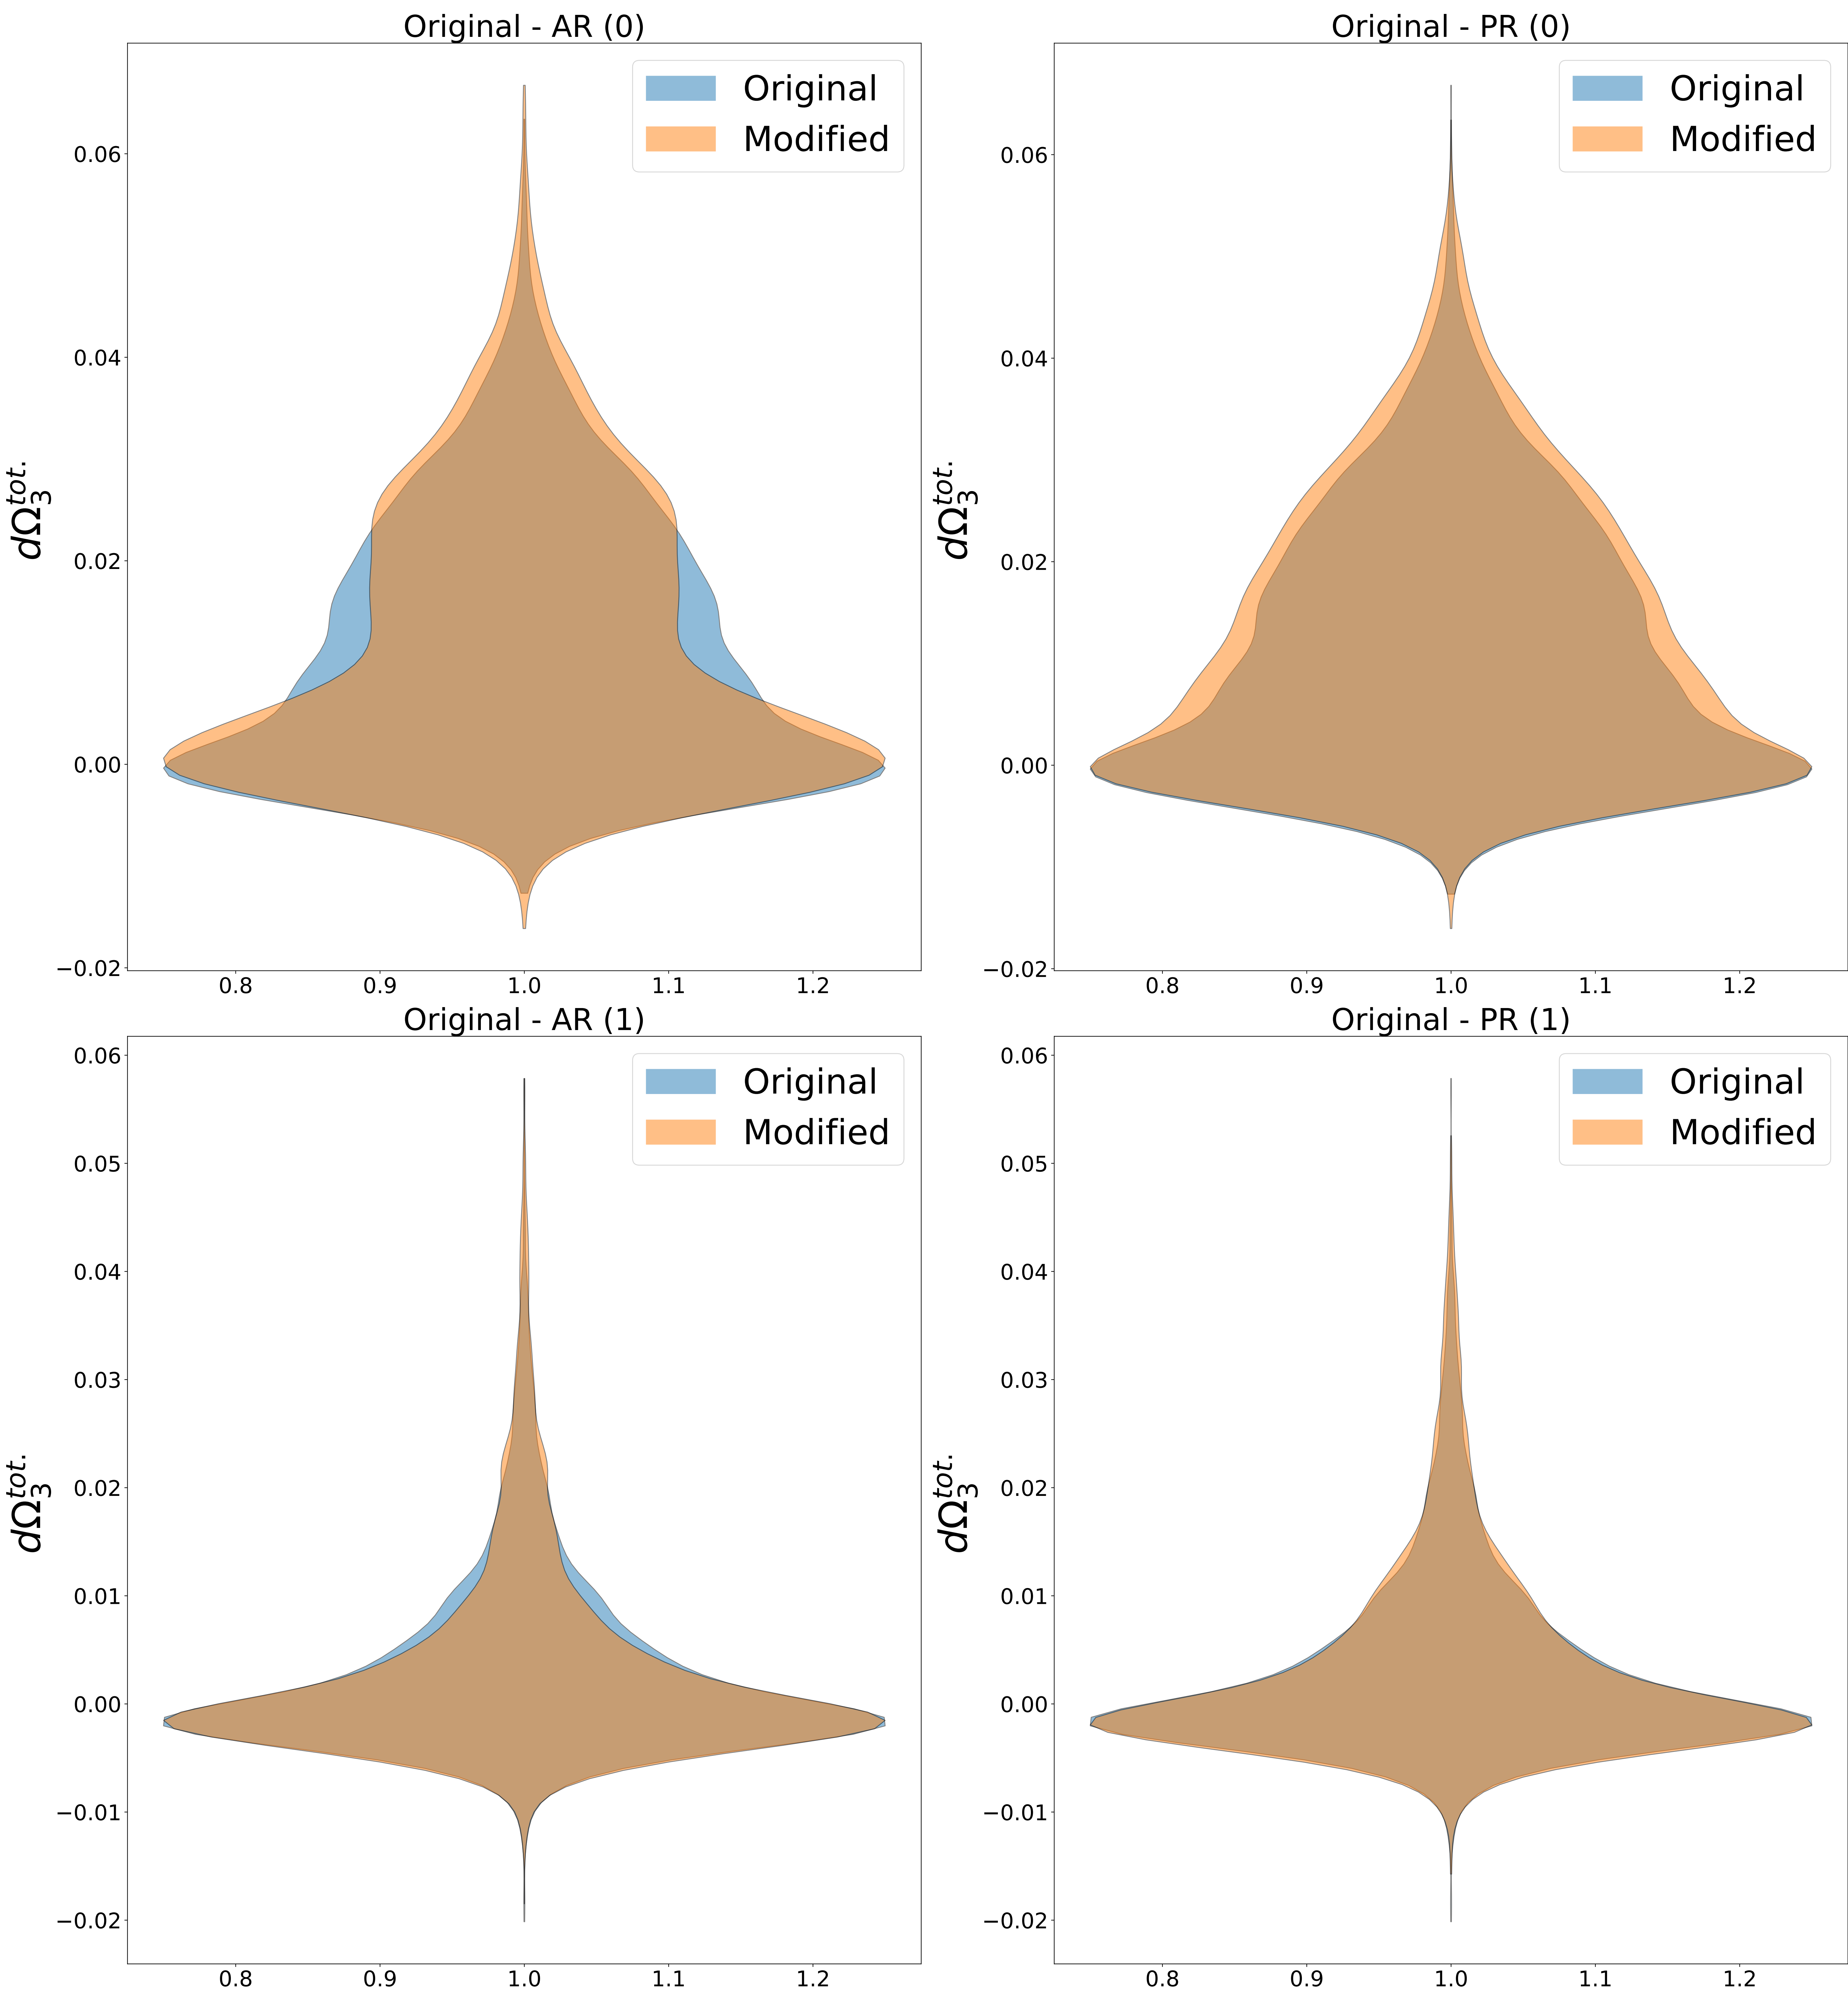 Original - AR (0)
Original
Modified
0.06
0.04
0.02
0.00
−0.02
dΩ₃ᵗᵒᵗ·
0.8 0.9 1.0 1.1 1.2
Original - PR (0)
Original
Modified
0.06
0.04
0.02
0.00
−0.02
dΩ₃ᵗᵒᵗ·
0.8 0.9 1.0 1.1 1.2
Original - AR (1)
Original
Modified
0.06
0.05
0.04
0.03
0.02
0.01
0.00
−0.01
−0.02
dΩ₃ᵗᵒᵗ·
0.8 0.9 1.0 1.1 1.2
Original - PR (1)
Original
Modified
0.06
0.05
0.04
0.03
0.02
0.01
0.00
−0.01
−0.02
dΩ₃ᵗᵒᵗ·
0.8 0.9 1.0 1.1 1.2